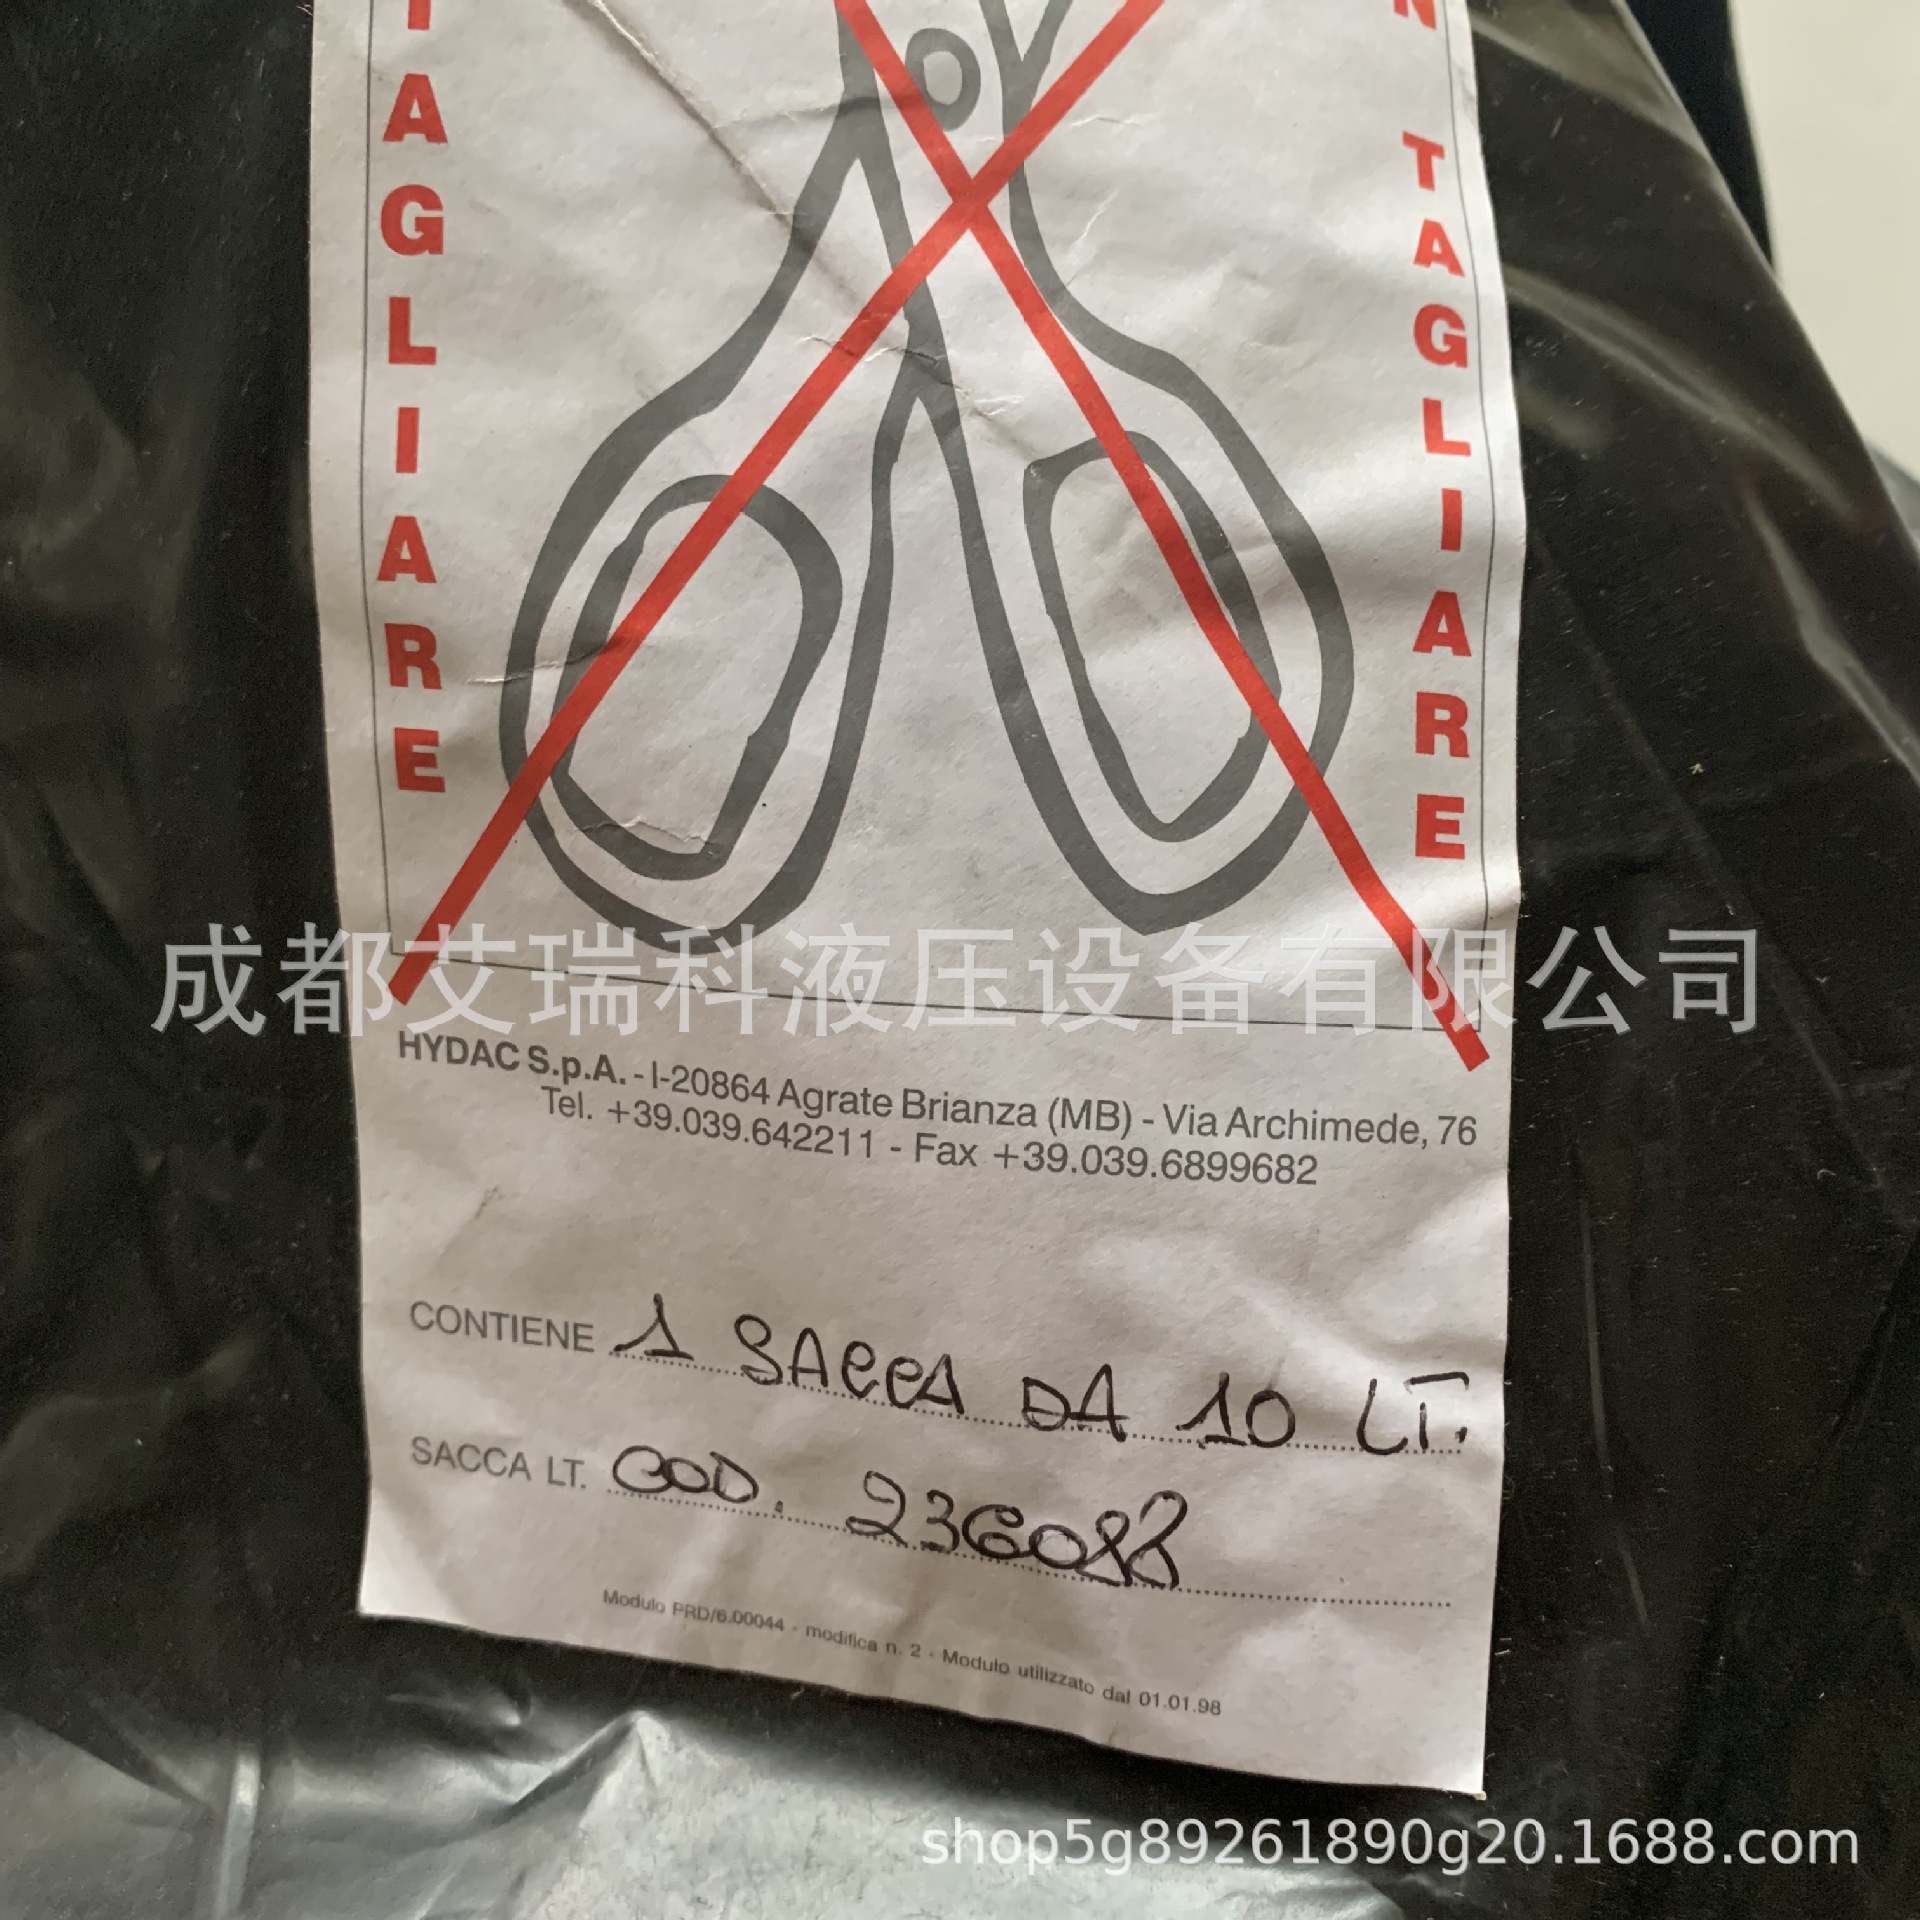 TAGLIARE
N TAGLIARE
成都艾瑞科液压设备有限公司
HYDAC S.p.A. - I-20864 Agrate Brianza (MB) - Via Archimede, 76
Tel. +39.039.642211 - Fax +39.039.6899682
CONTIENE 1 SACCA DA 10 LT.
SACCA LT. COD. 236088
Modulo PRD/6.00044 - modifica n. 2 - Modulo utilizzato dal 01.01.98
shop5g89261890g20.1688.com